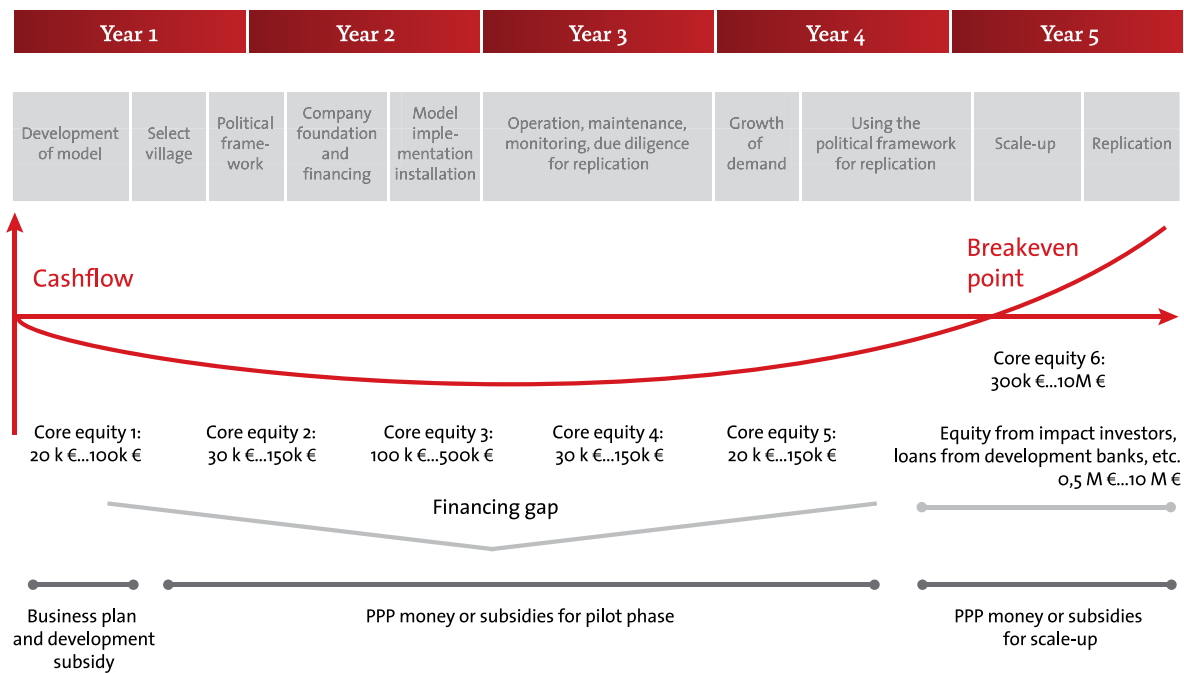 Year 1
Year 2
Year 3
Year 4
Year 5
Development
of model
Select
village
Political
frame-
work
Company
foundation
and
financing
Model
imple-
mentation
installation
Operation, maintenance,
monitoring, due diligence
for replication
Growth
of
demand
Using the
political framework
for replication
Scale-up
Replication
Cashflow
Breakeven
point
Core equity 6:
300k €...10M €
Core equity 1:
20 k €...100k €
Core equity 2:
30 k €...150k €
Core equity 3:
100 k €...500k €
Core equity 4:
30 k €...150k €
Core equity 5:
20 k €...150k €
Equity from impact investors,
loans from development banks, etc.
0,5 M €...10 M €
Financing gap
Business plan
and development
subsidy
PPP money or subsidies for pilot phase
PPP money or subsidies
for scale-up